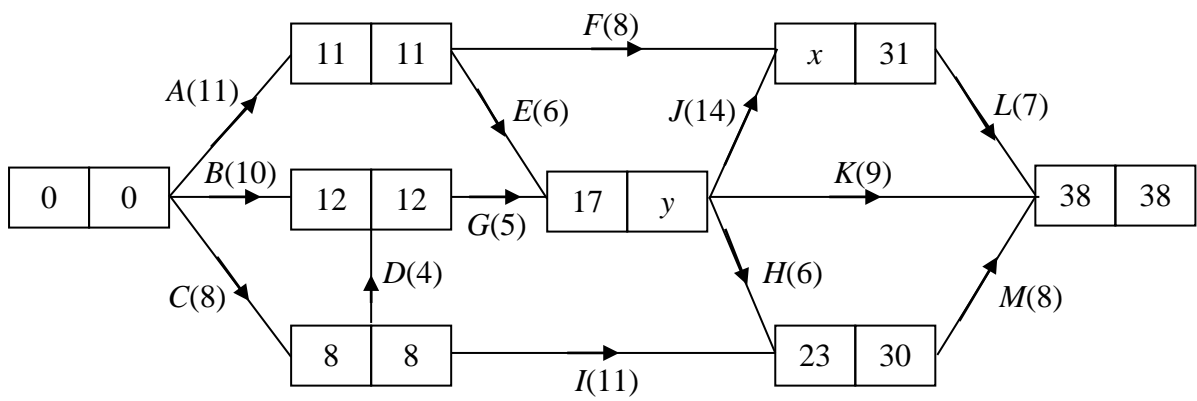 F(8)
11 11
x 31
A(11)
E(6)
J(14)
L(7)
B(10)
K(9)
0 0
12 12
17 y
38 38
G(5)
C(8)
D(4)
H(6)
M(8)
8 8
23 30
I(11)